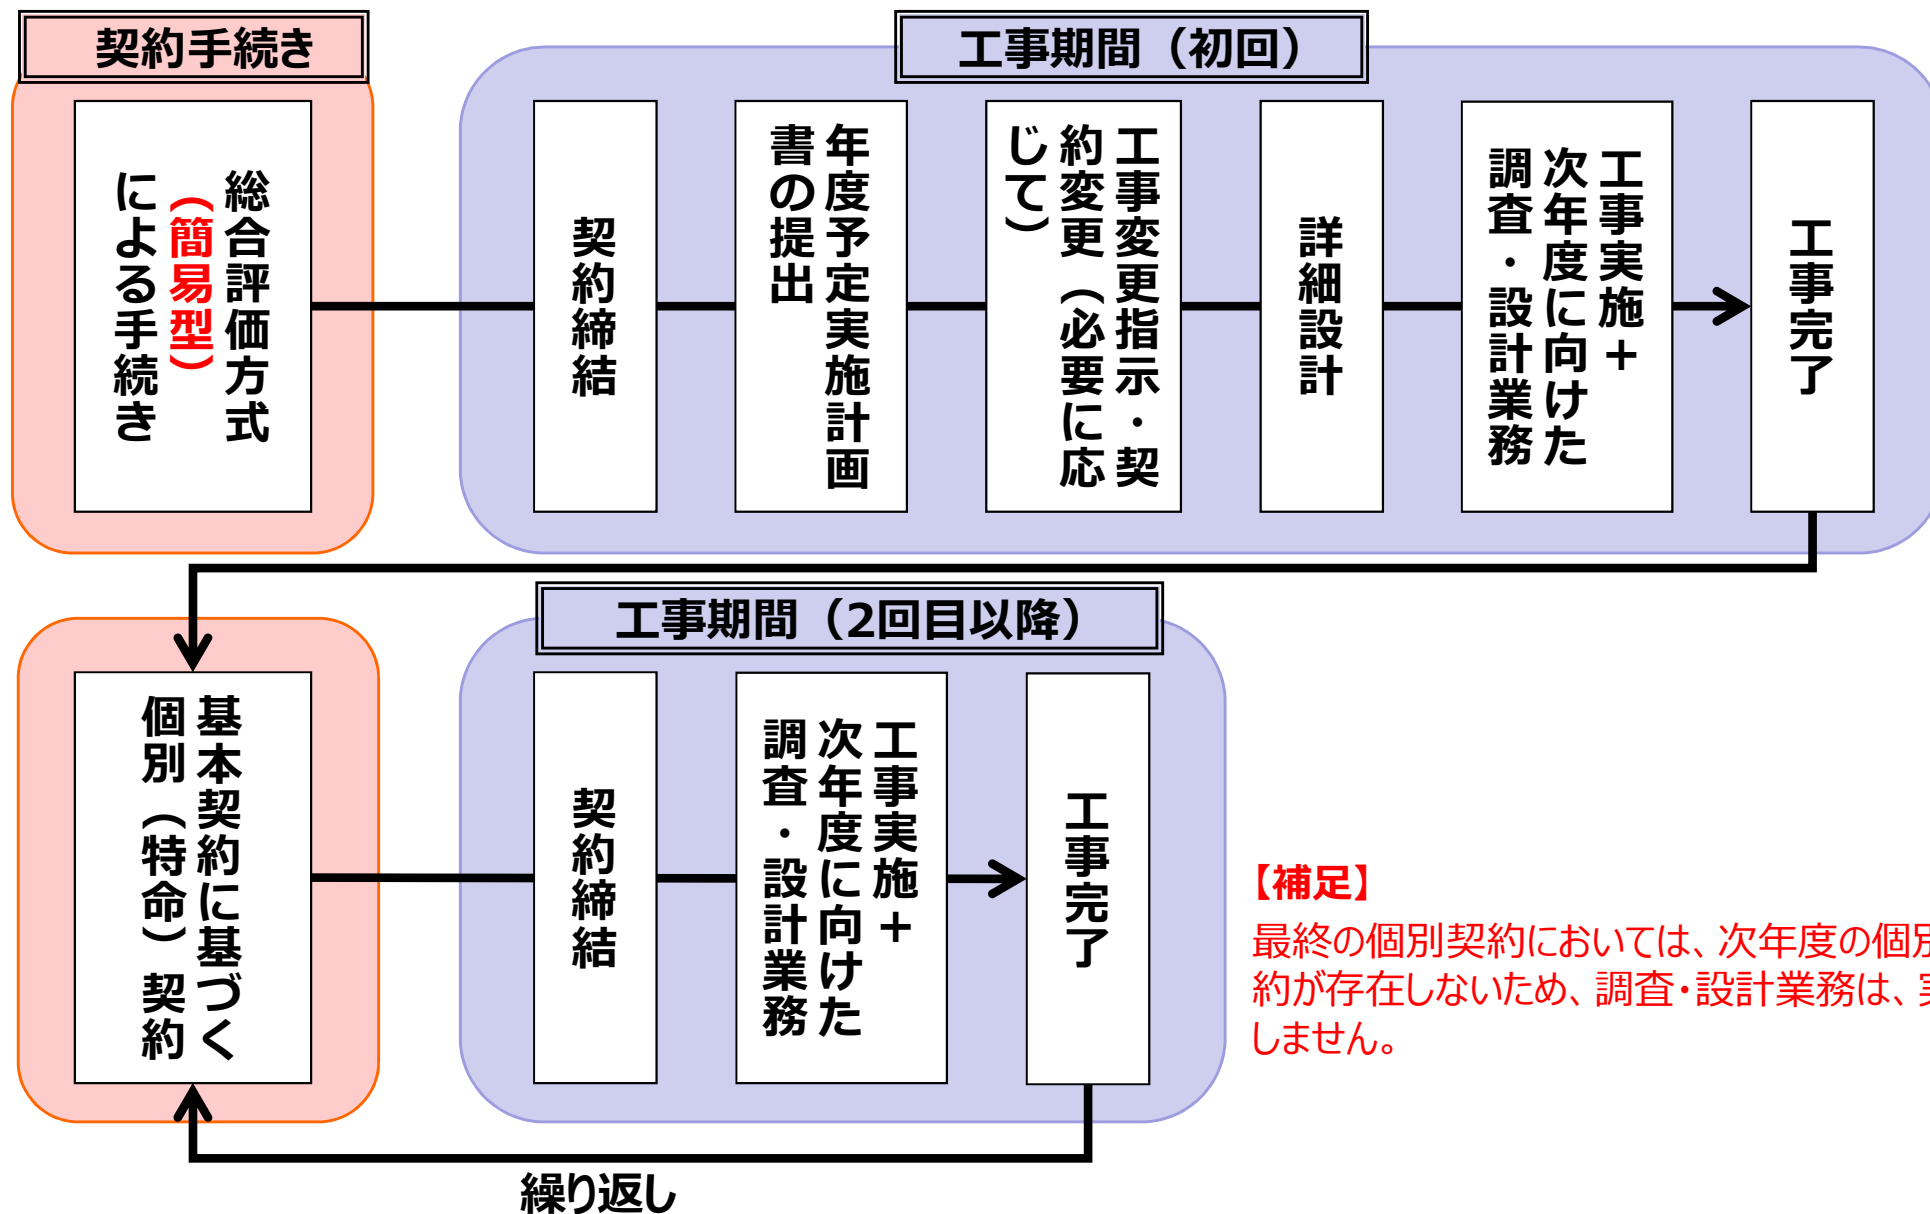 契約手続き
工事期間（初回）
総合評価方式
（簡易型）
による手続き
契約締結
年度予定実施計画
書の提出
工事変更指示・契
約変更（必要に応
じて）
詳細設計
工事実施+
次年度に向けた
調査・設計業務
工事完了
工事期間（2回目以降）
基本契約に基づく
個別（特命）契約
契約締結
工事実施+
次年度に向けた
調査・設計業務
工事完了
繰り返し
【補足】
最終の個別契約においては、次年度の個別
約が存在しないため、調査・設計業務は、実
しません。